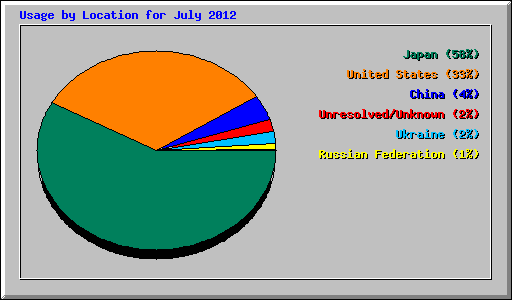 Usage by Location for July 2012
Japan (58%)
United States (33%)
China (4%)
Unresolved/Unknown (2%)
Ukraine (2%)
Russian Federation (1%)